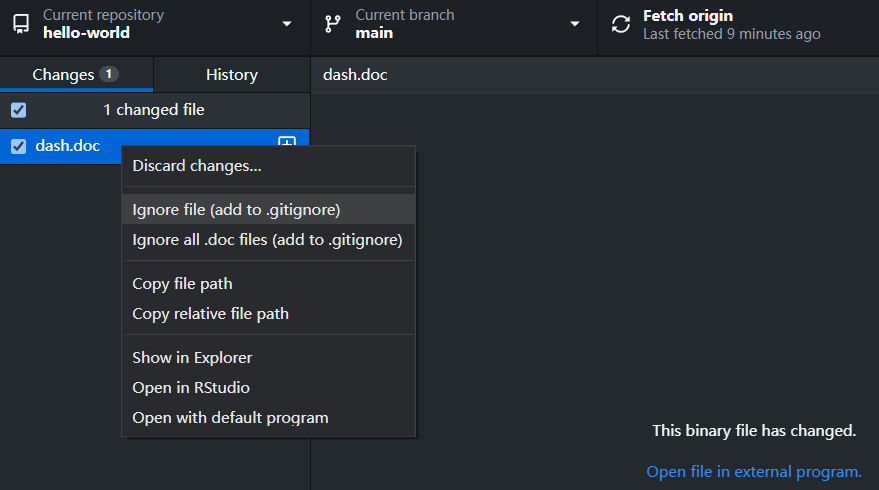 Current repository
hello-world
Current branch
main
Fetch origin
Last fetched 9 minutes ago
Changes 1
History
dash.doc
1 changed file
dash.doc
Discard changes...
Ignore file (add to .gitignore)
Ignore all .doc files (add to .gitignore)
Copy file path
Copy relative file path
Show in Explorer
Open in RStudio
Open with default program
This binary file has changed.
Open file in external program.